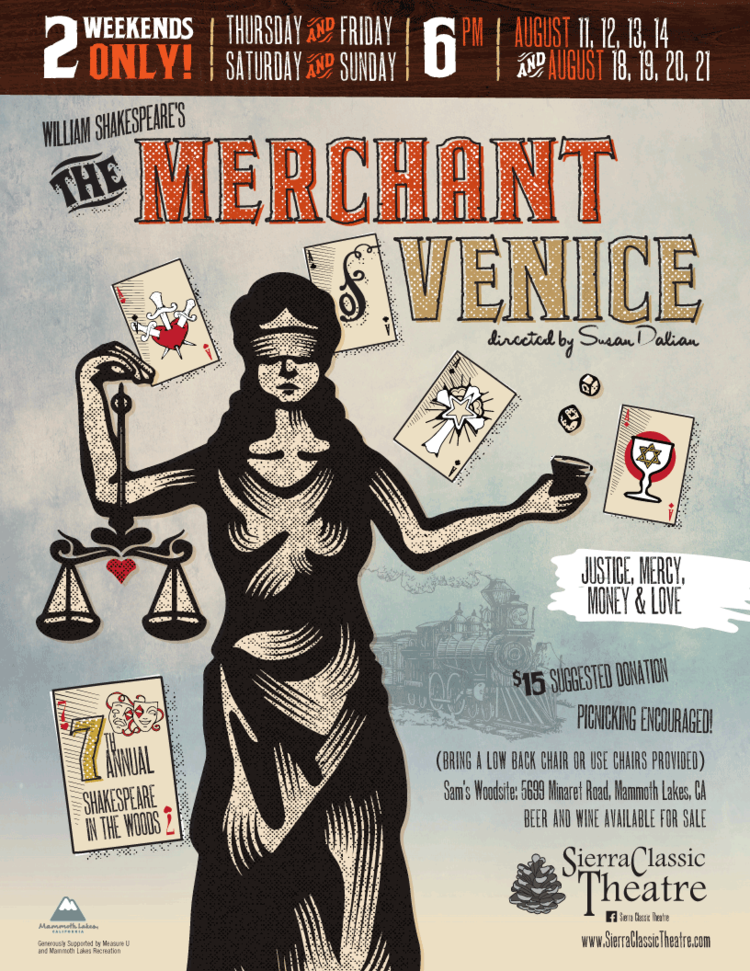 2 WEEKENDS ONLY!
THURSDAY AND FRIDAY
SATURDAY AND SUNDAY
6 PM
AUGUST 11, 12, 13, 14
AND AUGUST 18, 19, 20, 21
WILLIAM SHAKESPEARE'S
THE MERCHANT
of VENICE
directed by Susan Dalian
JUSTICE, MERCY,
MONEY & LOVE
$15 SUGGESTED DONATION
PICNICKING ENCOURAGED!
(BRING A LOW BACK CHAIR OR USE CHAIRS PROVIDED)
Sam's Woodsite: 5699 Minaret Road, Mammoth Lakes, CA
BEER AND WINE AVAILABLE FOR SALE
7TH
ANNUAL
SHAKESPEARE
IN THE WOODS
Sierra Classic
Theatre
Sierra Classic Theatre
www.SierraClassicTheatre.com
Mammoth Lakes
CALIFORNIA
Generously Supported by Measure U
and Mammoth Lakes Recreation